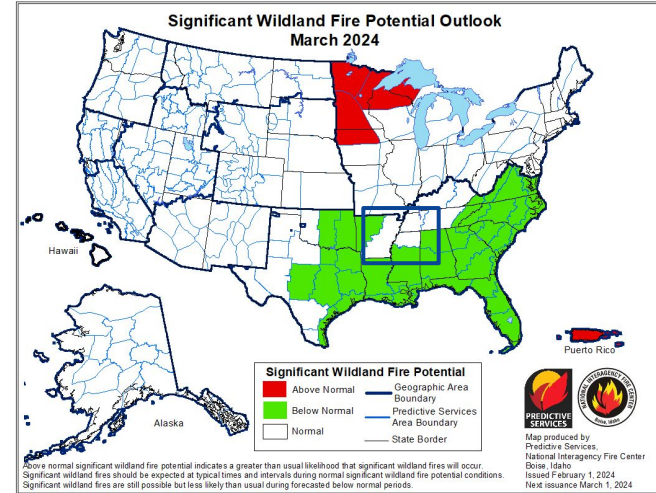 Significant Wildland Fire Potential Outlook
March 2024
Hawaii
Alaska
Puerto Rico
Significant Wildland Fire Potential
Above Normal
Below Normal
Normal
Geographic Area
Boundary
Predictive Services
Area Boundary
State Border
PREDICTIVE
SERVICES
NATIONAL INTERAGENCY FIRE CENTER
Boise, Idaho
Map produced by
Predictive Services,
National Interagency Fire Center
Boise, Idaho
Issued February 1, 2024
Next issuance March 1, 2024
Above normal significant wildland fire potential indicates a greater than usual likelihood that significant wildland fires will occur.
Significant wildland fires should be expected at typical times and intervals during normal significant wildland fire potential conditions.
Significant wildland fires are still possible but less likely than usual during forecasted below normal periods.